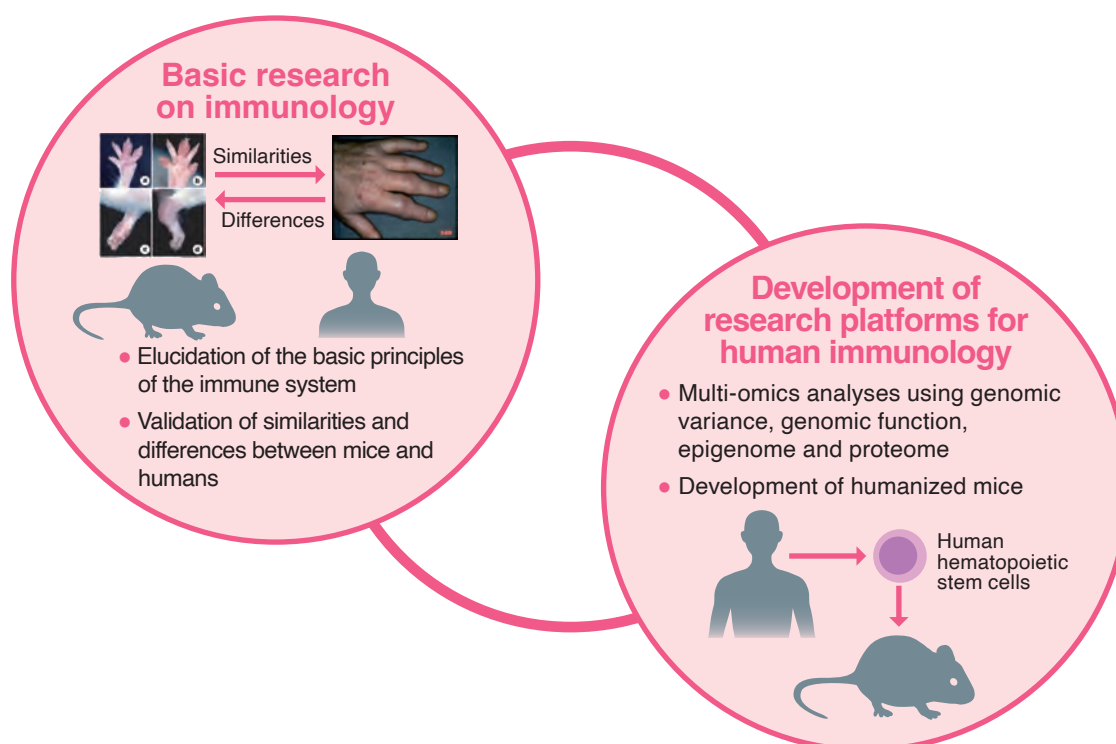 Basic research
on immunology
Similarities
Differences
● Elucidation of the basic principles
of the immune system
● Validation of similarities and
differences between mice and
humans
Development of
research platforms for
human immunology
● Multi-omics analyses using genomic
variance, genomic function,
epigenome and proteome
● Development of humanized mice
Human
hematopoietic
stem cells